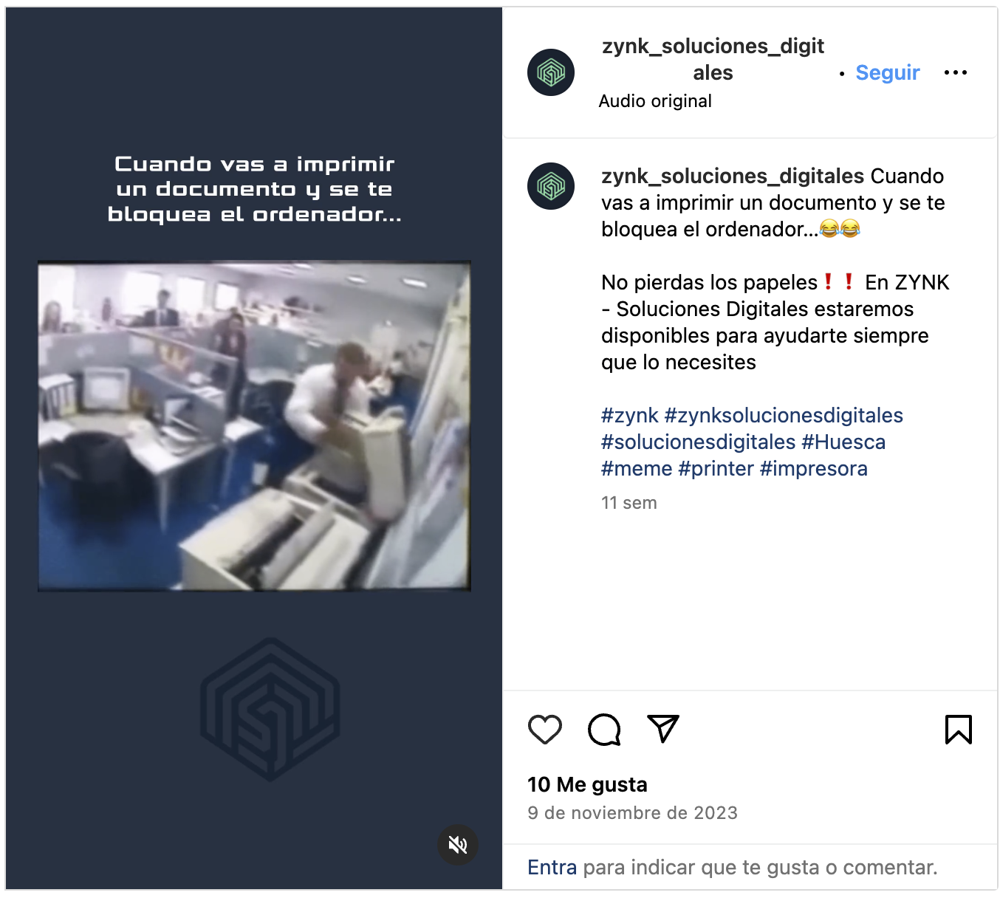 Cuando vas a imprimir
un documento y se te
bloquea el ordenador...
zynk_soluciones_digit
ales
• Seguir
Audio original
zynk_soluciones_digitales Cuando
vas a imprimir un documento y se te
bloquea el ordenador...😂😂
No pierdas los papeles❗❗ En ZYNK
- Soluciones Digitales estaremos
disponibles para ayudarte siempre
que lo necesites
#zynk #zynksolucionesdigitales
#solucionesdigitales #Huesca
#meme #printer #impresora
11 sem
10 Me gusta
9 de noviembre de 2023
Entra para indicar que te gusta o comentar.